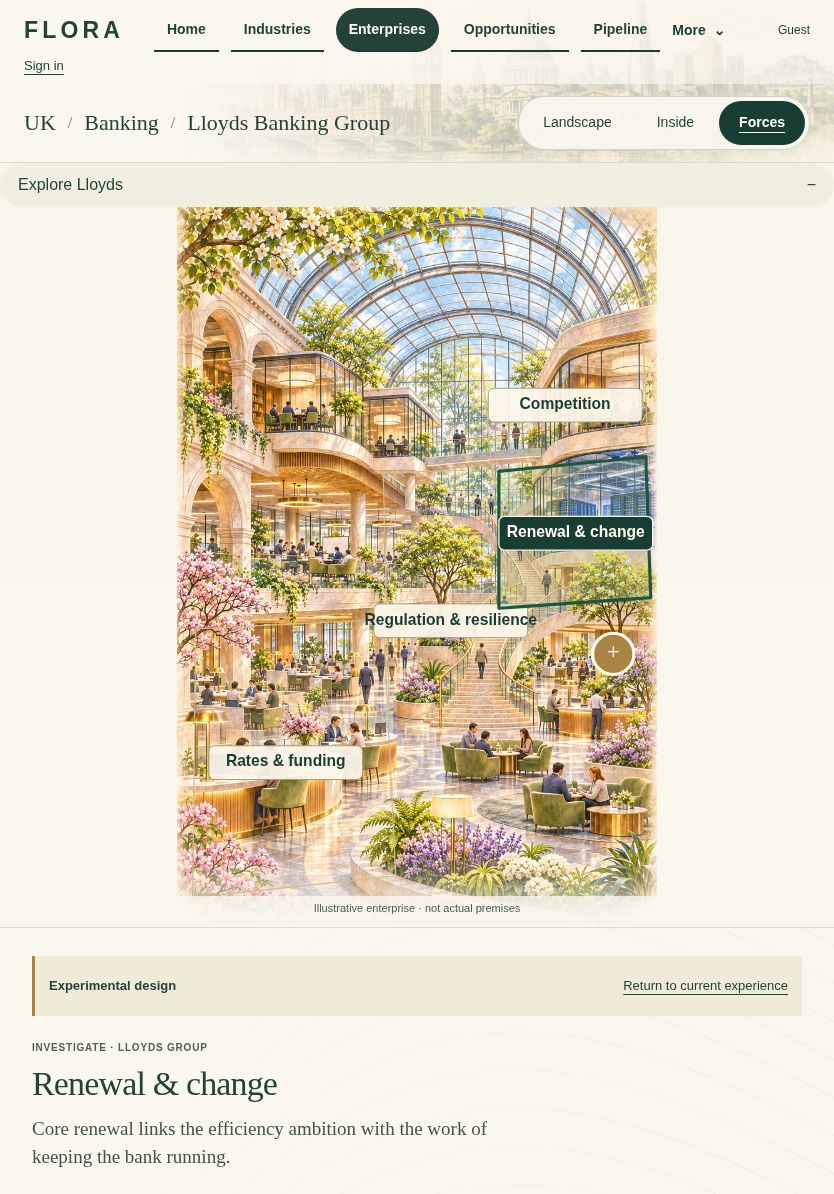 FLORA
Home
Industries
Enterprises
Opportunities
Pipeline
More
Guest
Sign in
UK / Banking / Lloyds Banking Group
Landscape
Inside
Forces
Explore Lloyds
−
Competition
Renewal & change
Regulation & resilience
+
Rates & funding
Illustrative enterprise · not actual premises
Experimental design
Return to current experience
INVESTIGATE · LLOYDS GROUP
Renewal & change
Core renewal links the efficiency ambition with the work of
keeping the bank running.